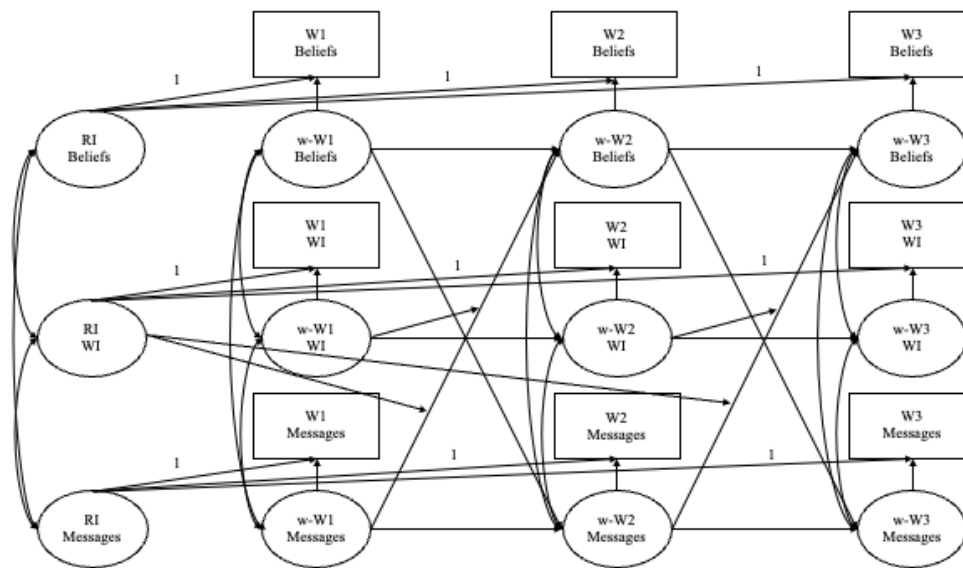 W1
Beliefs
W2
Beliefs
W3
Beliefs
1
1
1
RI
Beliefs
w-W1
Beliefs
w-W2
Beliefs
w-W3
Beliefs
W1
WI
W2
WI
W3
WI
1
1
1
RI
WI
w-W1
WI
w-W2
WI
w-W3
WI
W1
Messages
W2
Messages
W3
Messages
1
1
1
RI
Messages
w-W1
Messages
w-W2
Messages
w-W3
Messages